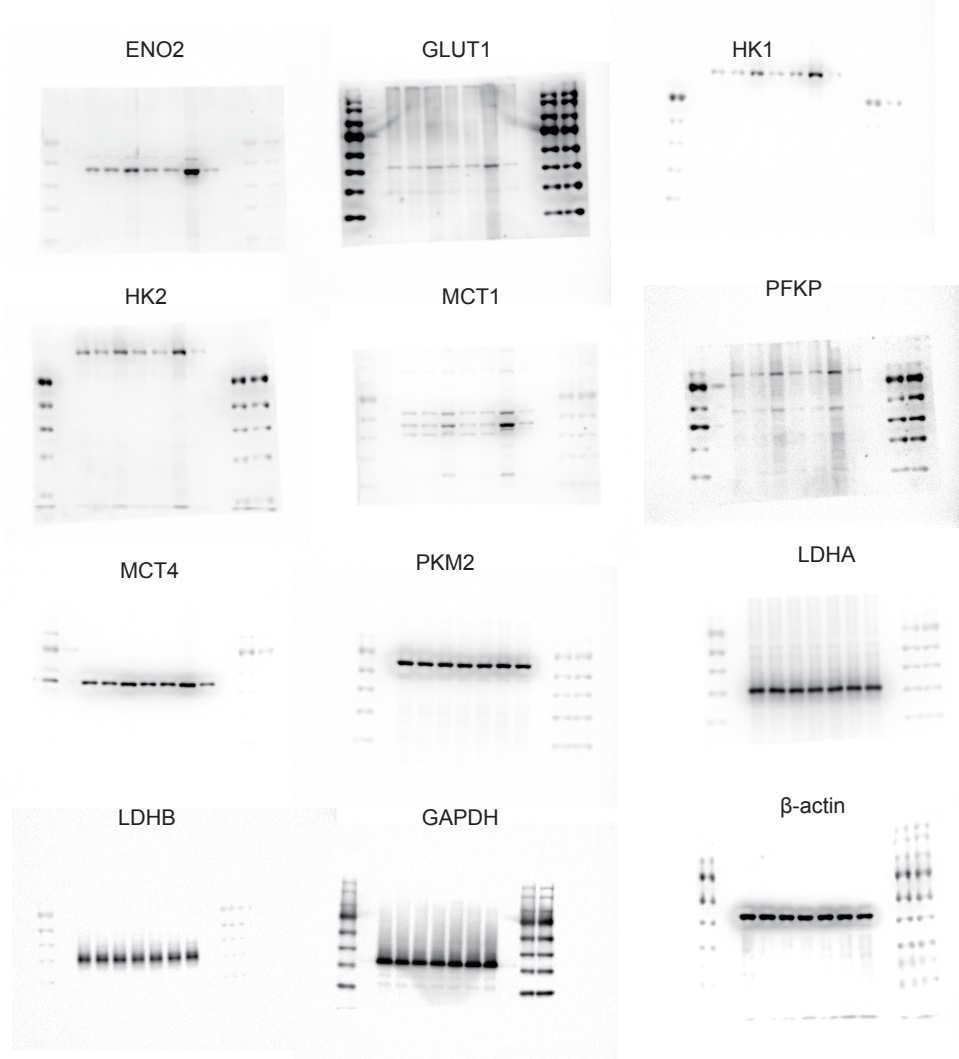 ENO2
GLUT1
HK1
HK2
MCT1
PFKP
MCT4
PKM2
LDHA
LDHB
GAPDH
β-actin